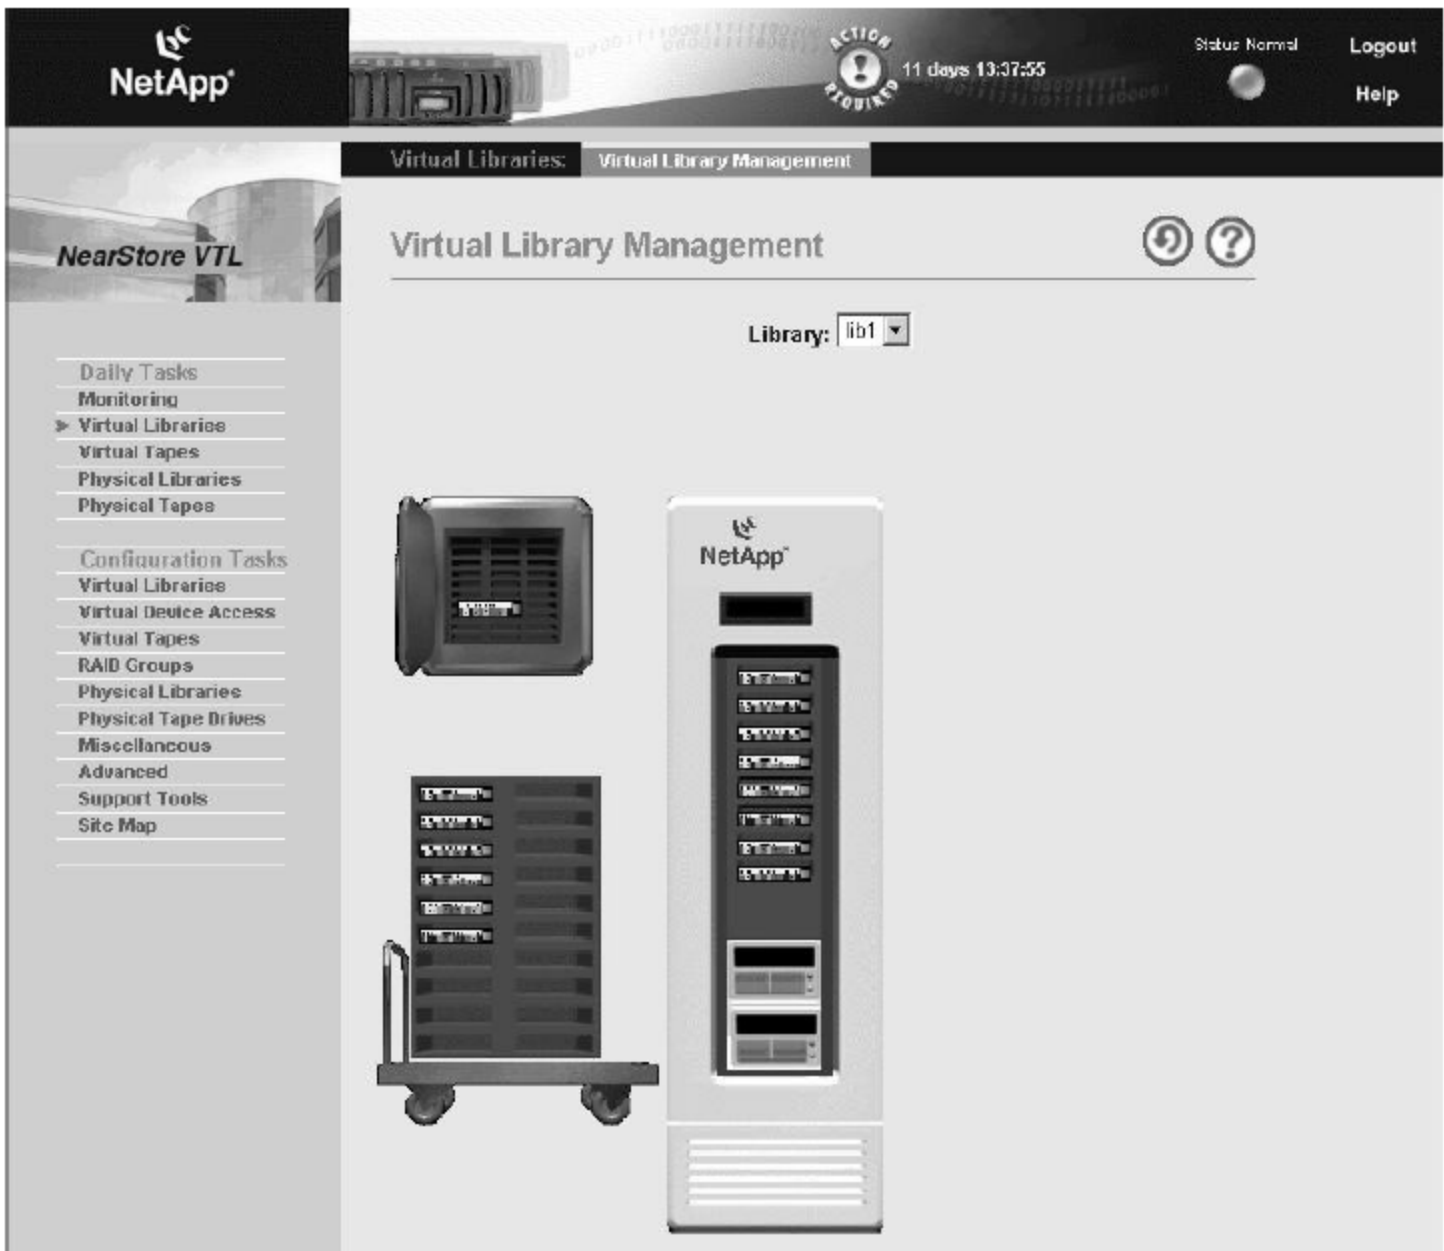 NetApp
ACTION REQUIRED
11 days 13:37:55
Status Normal
Logout
Help
Virtual Libraries:
Virtual Library Management
NearStore VTL
Virtual Library Management
Library: lib1
Daily Tasks
Monitoring
Virtual Libraries
Virtual Tapes
Physical Libraries
Physical Tapes
Configuration Tasks
Virtual Libraries
Virtual Device Access
Virtual Tapes
RAID Groups
Physical Libraries
Physical Tape Drives
Miscellaneous
Advanced
Support Tools
Site Map
NetApp